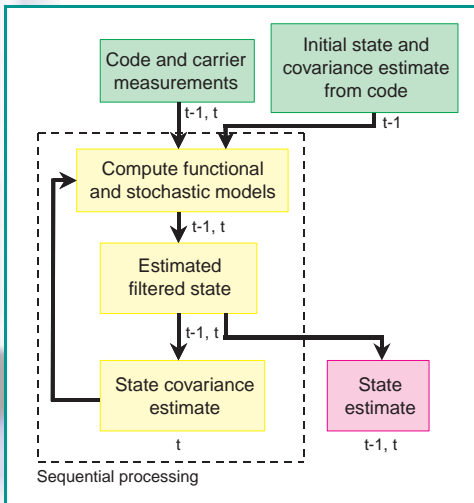 Code and carrier
measurements
Initial state and
covariance estimate
from code
t-1, t
t-1
Compute functional
and stochastic models
t-1, t
Estimated
filtered state
t-1, t
State covariance
estimate
State
estimate
t
t-1, t
Sequential processing